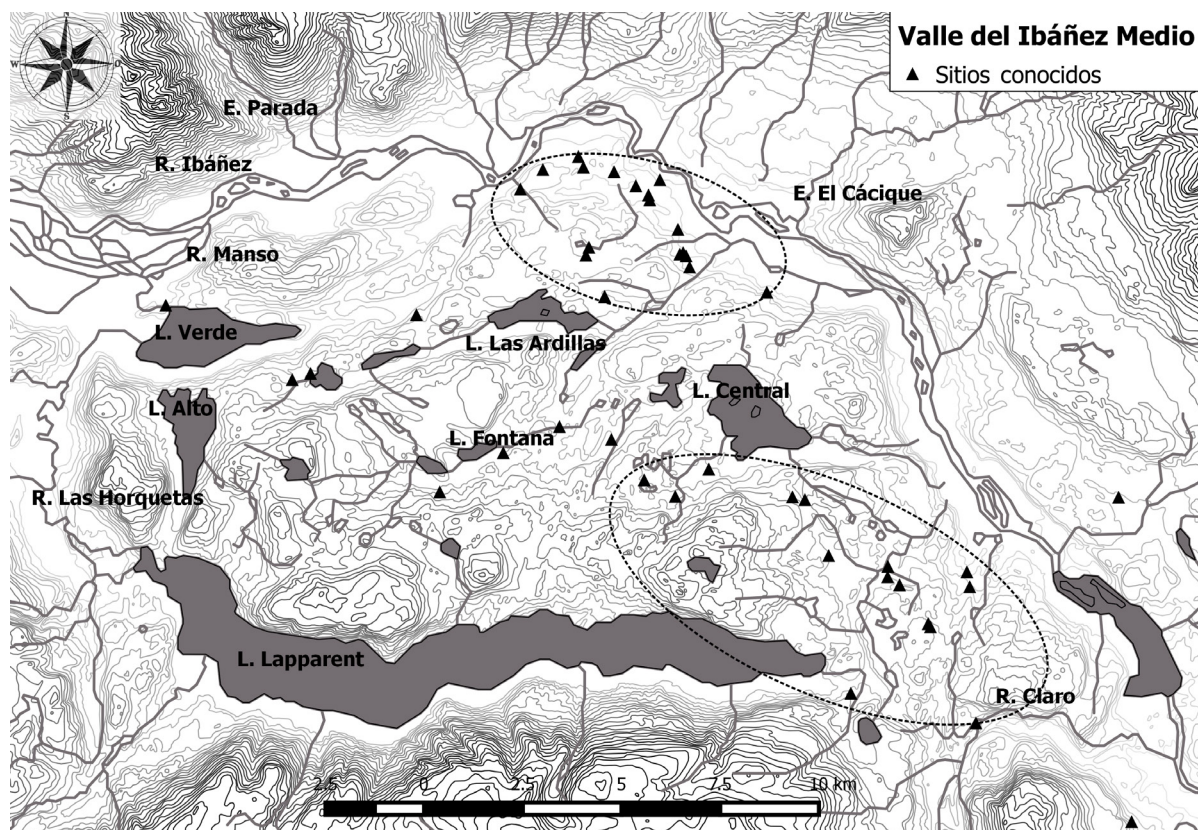 Valle del Ibáñez Medio
▲ Sitios conocidos
N
W
O
S
E. Parada
R. Ibáñez
E. El Cácique
R. Manso
L. Verde
L. Las Ardillas
L. Central
L. Alto
L. Fontana
R. Las Horquetas
L. Lapparent
R. Claro
2.5 0 2.5 5 7.5 10 km